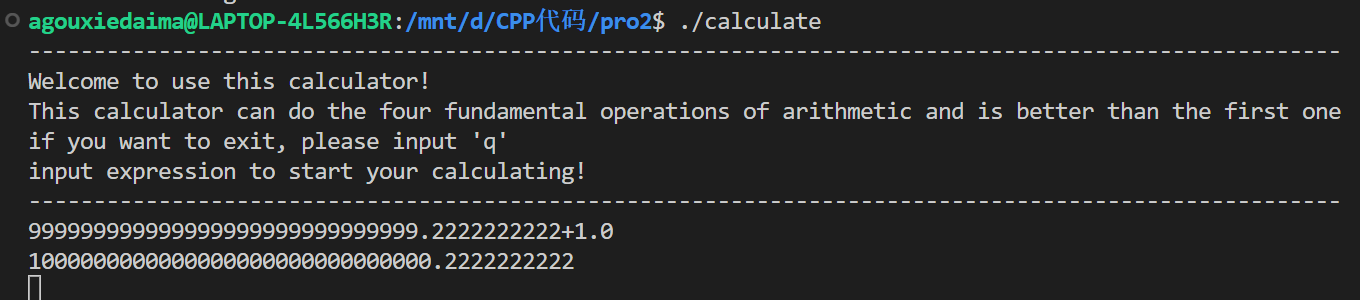 agouxiedaima@LAPTOP-4L566H3R:/mnt/d/CPP代码/pro2$ ./calculate
-----------------------------------------------------------------------------------------------------
Welcome to use this calculator!
This calculator can do the four fundamental operations of arithmetic and is better than the first one
if you want to exit, please input 'q'
input expression to start your calculating!
-----------------------------------------------------------------------------------------------------
999999999999999999999999999999.2222222222+1.0
1000000000000000000000000000000.2222222222